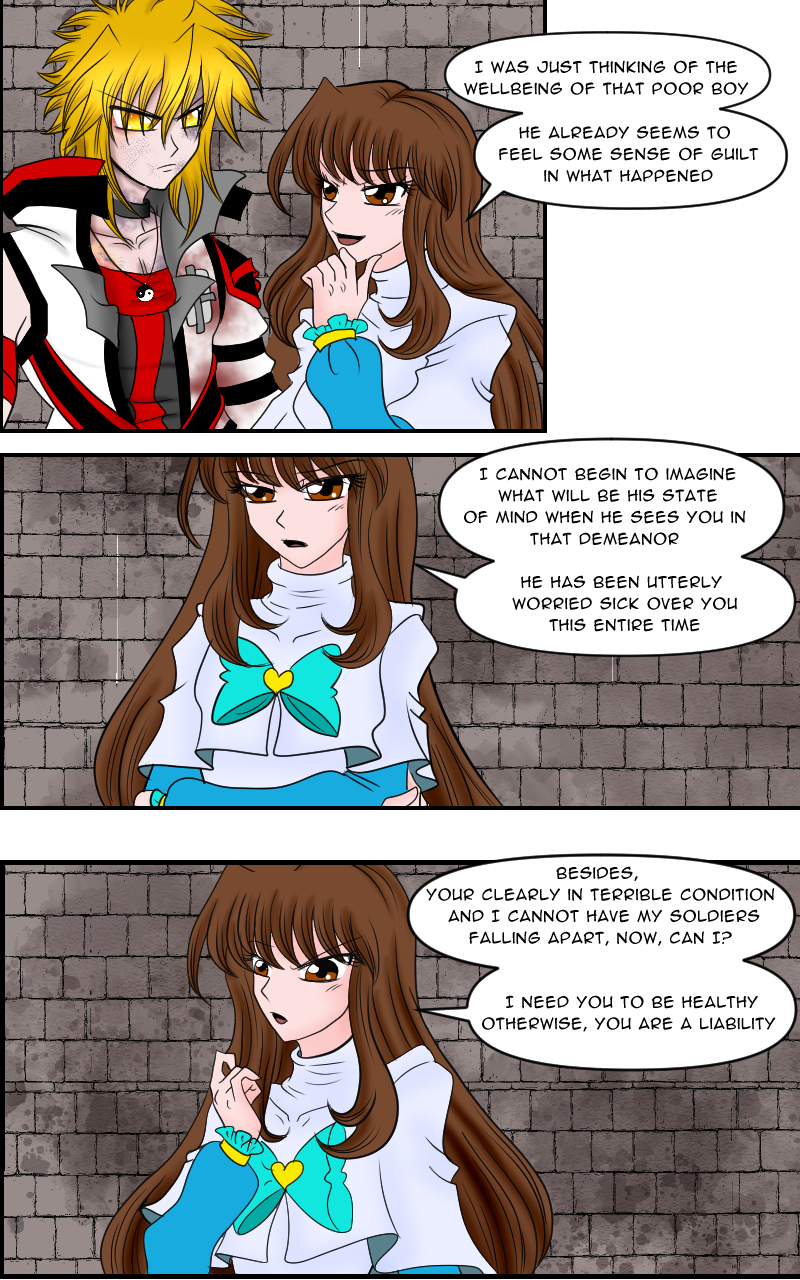 I WAS JUST THINKING OF THE
WELLBEING OF THAT POOR BOY
HE ALREADY SEEMS TO
FEEL SOME SENSE OF GUILT
IN WHAT HAPPENED
I CANNOT BEGIN TO IMAGINE
WHAT WILL BE HIS STATE
OF MIND WHEN HE SEES YOU IN
THAT DEMEANOR
HE HAS BEEN UTTERLY
WORRIED SICK OVER YOU
THIS ENTIRE TIME
BESIDES,
YOUR CLEARLY IN TERRIBLE CONDITION
AND I CANNOT HAVE MY SOLDIERS
FALLING APART, NOW, CAN I?
I NEED YOU TO BE HEALTHY
OTHERWISE, YOU ARE A LIABILITY